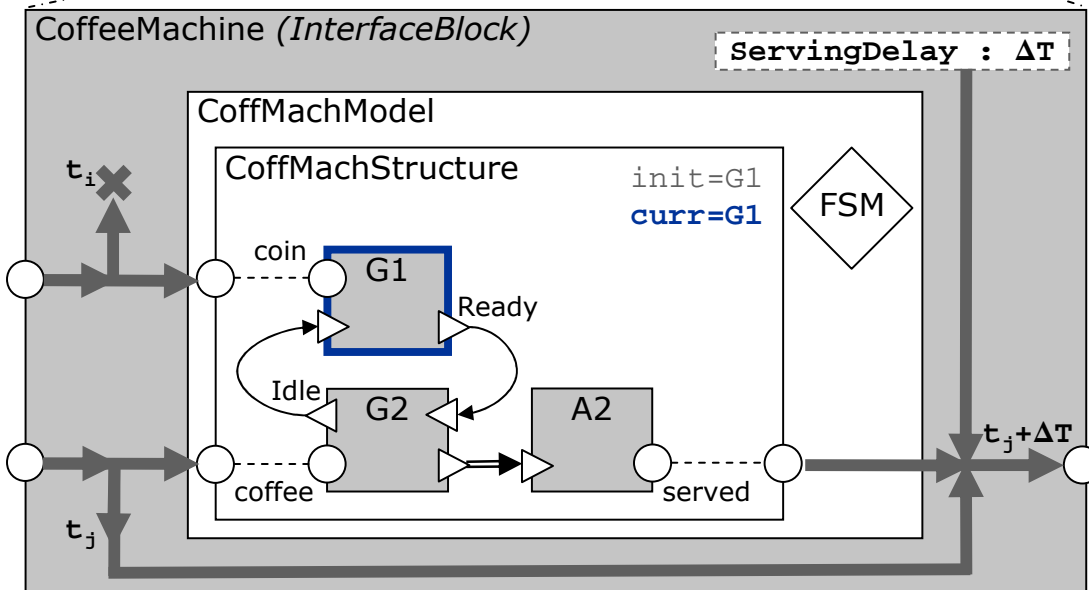 CoffeeMachine (InterfaceBlock)
ServingDelay : ΔT
CoffMachModel
CoffMachStructure
init=G1
curr=G1
FSM
tᵢ
coin
G1
Ready
Idle
G2
A2
coffee
served
tⱼ+ΔT
tⱼ